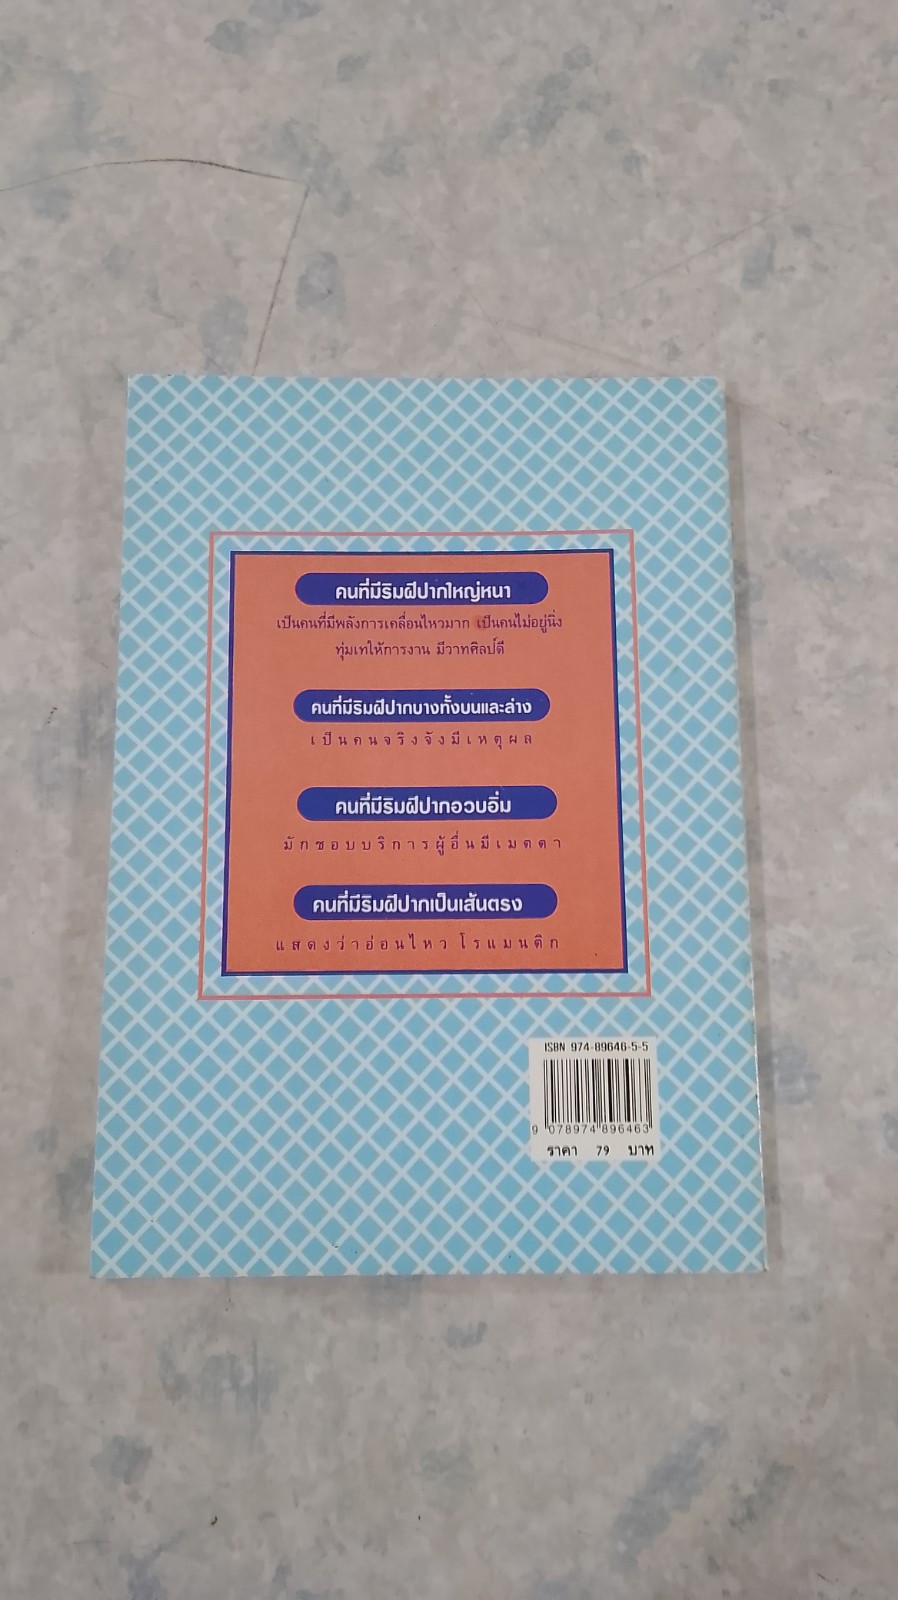 คนที่มีริมฝีปากใหญ่หนา
เป็นคนที่มีพลังการเคลื่อนไหวมาก เป็นคนไม่อยู่นิ่ง
ทุ่มเทให้การงาน มีวาทศิลป์ดี
คนที่มีริมฝีปากบางทั้งบนและล่าง
เป็นคนจริงจังมีเหตุผล
คนที่มีริมฝีปากอวบอิ่ม
มักชอบบริการผู้อื่นมีเมตตา
คนที่มีริมฝีปากเป็นเส้นตรง
แสดงว่าอ่อนไหว โรแมนติก
ISBN 974-89646-5-5
9 078974 896463
ราคา 79 บาท